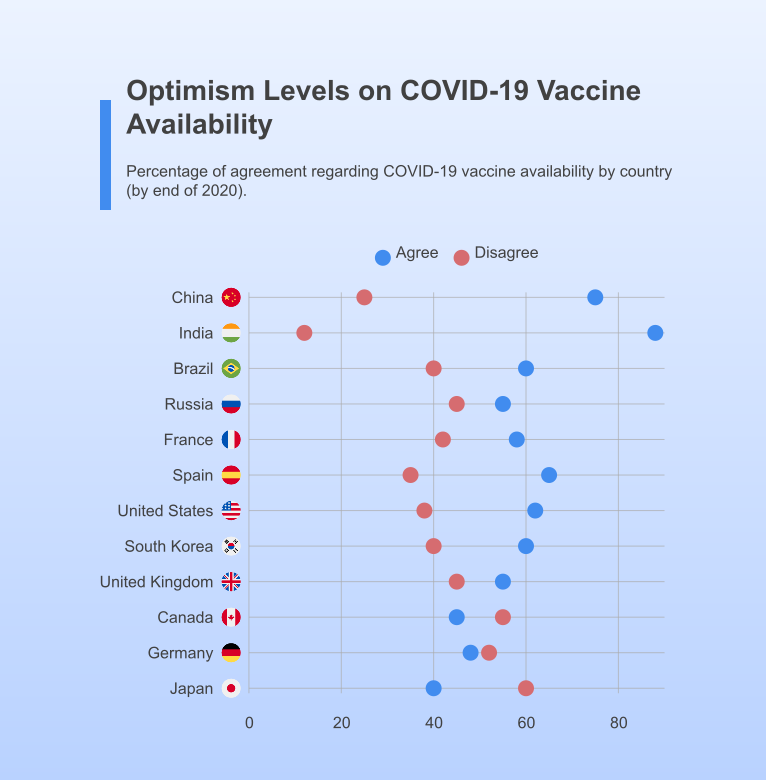 Optimism Levels on COVID-19 Vaccine
Availability
Percentage of agreement regarding COVID-19 vaccine availability by country
(by end of 2020).
Agree Disagree
China
India
Brazil
Russia
France
Spain
United States
South Korea
United Kingdom
Canada
Germany
Japan
0 20 40 60 80